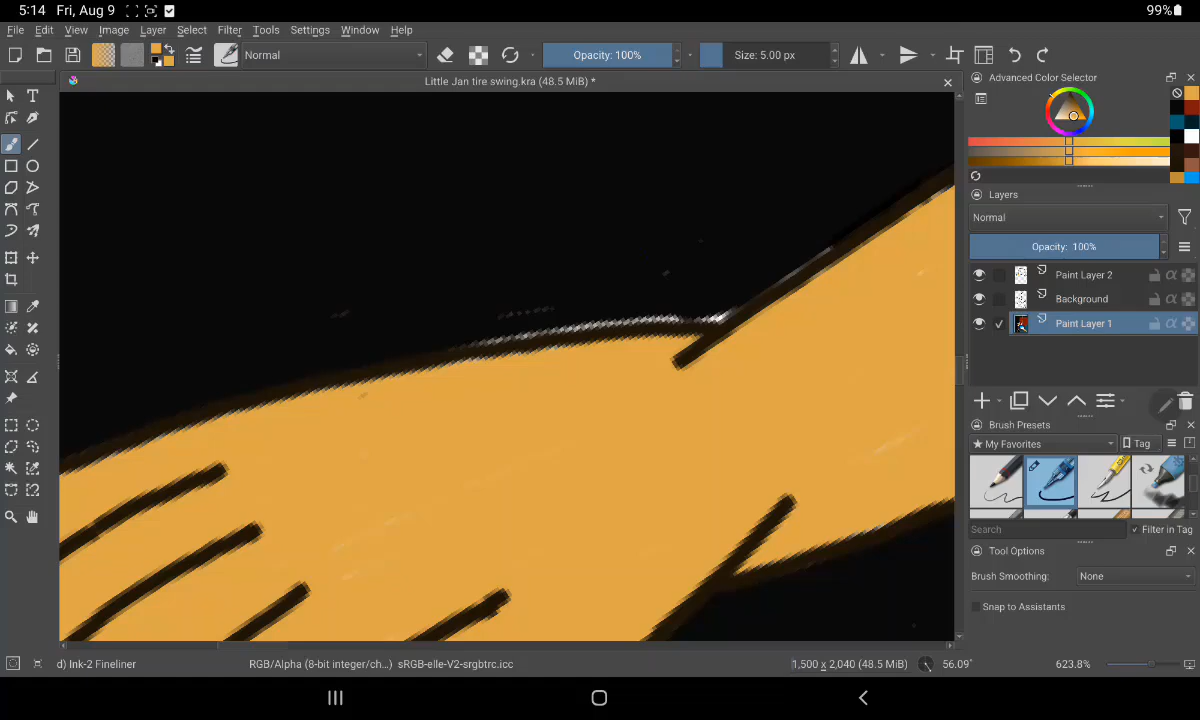 5:14 Fri, Aug 9 99%
File Edit View Image Layer Select Filter Tools Settings Window Help
Normal Opacity: 100% Size: 5.00 px
Little Jan tire swing.kra (48.5 MiB) *
Advanced Color Selector
Layers
Normal
Opacity: 100%
Paint Layer 2
Background
Paint Layer 1
Brush Presets
★ My Favorites Tag
Search Filter in Tag
Tool Options
Brush Smoothing: None
Snap to Assistants
d) Ink-2 Fineliner RGB/Alpha (8-bit integer/ch...) sRGB-elle-V2-srgbtrc.icc 1,500 x 2,040 (48.5 MiB) 56.09° 623.8%